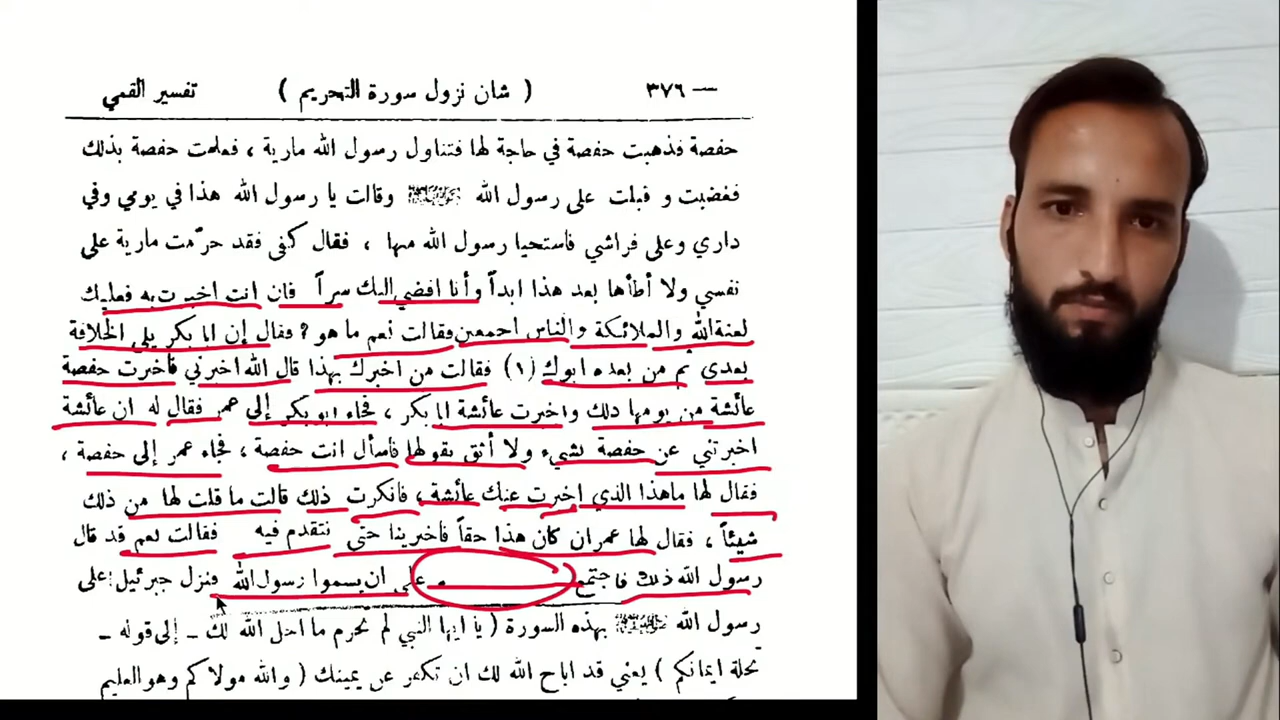 — ٣٧٦ ( شان نزول سورة التحريم ) تفسير القمي
حفصة فذهبت حفصة في حاجة لها فتناول رسول الله مارية ، فعلمت حفصة بذلك
فغضبت و قبلت على رسول الله وقالت يا رسول الله هذا في يومي وفي
داري وعلى فراشي فاستحيا رسول الله منها ، فقال كفى فقد حرّمت مارية على
نفسي ولا أطأها بعد هذا ابداً وأنا افضي اليك سراً فان انت اخبرت به فعليك
لعنة الله والملائكة والناس اجمعين فقالت نعم ما هو ؟ فقال إن ابا بكر يلي الخلافة
بعدي ثم من بعده ابوك (١) فقالت من اخبرك بهذا قال الله اخبرني فاخبرت حفصة
عائشة من يومها ذلك واخبرت عائشة ابا بكر ، فجاء ابو بكر إلى عمر فقال له ان عائشة
اخبرتني عن حفصة بشيء ولا أثق بقولها فاسأل انت حفصة ، فجاء عمر إلى حفصة ،
فقال لها ماهذا الذي اخبرت عنك عائشة ، فانكرت ذلك قالت ما قلت لها من ذلك
شيئاً ، فقال لها عمر ان كان هذا حقاً فاخبرينا حتى نتقدم فيه فقالت نعم قد قال
رسول الله ذلك فاجتمع على ان يسموا رسول الله فنزل جبرئيل على
رسول الله بهذه السورة ( يا ايها النبي لم تحرم ما احل الله لك ـ إلى قوله ـ
تحلة ايمانكم ) يعني قد اباح الله لك ان تكفر عن يمينك ( والله مولاكم وهو العليم